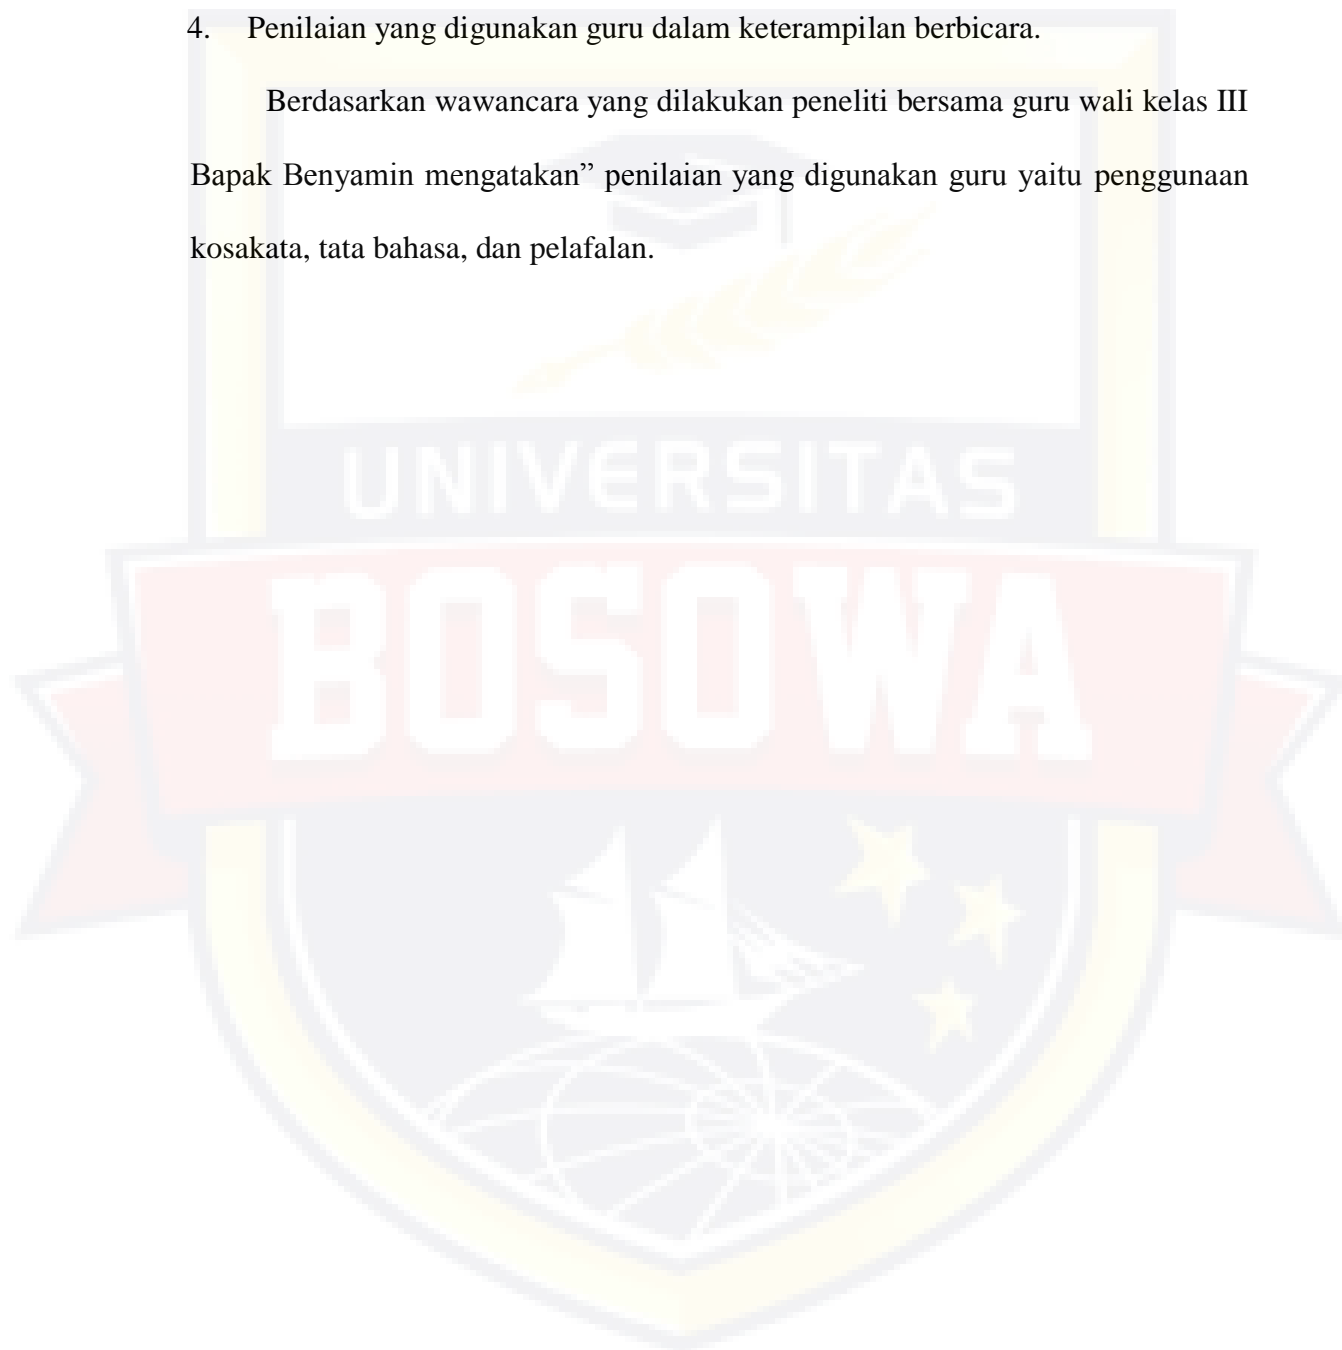 4. Penilaian yang digunakan guru dalam keterampilan berbicara.
Berdasarkan wawancara yang dilakukan peneliti bersama guru wali kelas III
Bapak Benyamin mengatakan” penilaian yang digunakan guru yaitu penggunaan
kosakata, tata bahasa, dan pelafalan.
UNIVERSITAS
BOSOWA